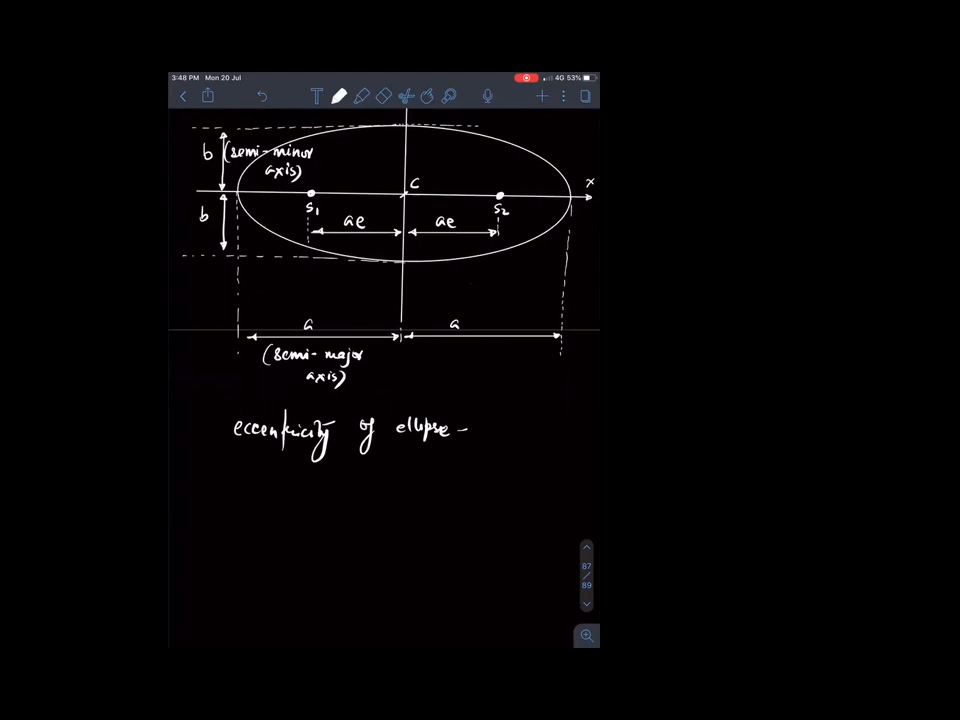 3:48 PM Mon 20 Jul 4G 53%
T
b (semi-minor
axis)
C
x
S1 S2
b
ae ae
a a
(semi-major
axis)
eccentricity of ellipse -
87
/
89